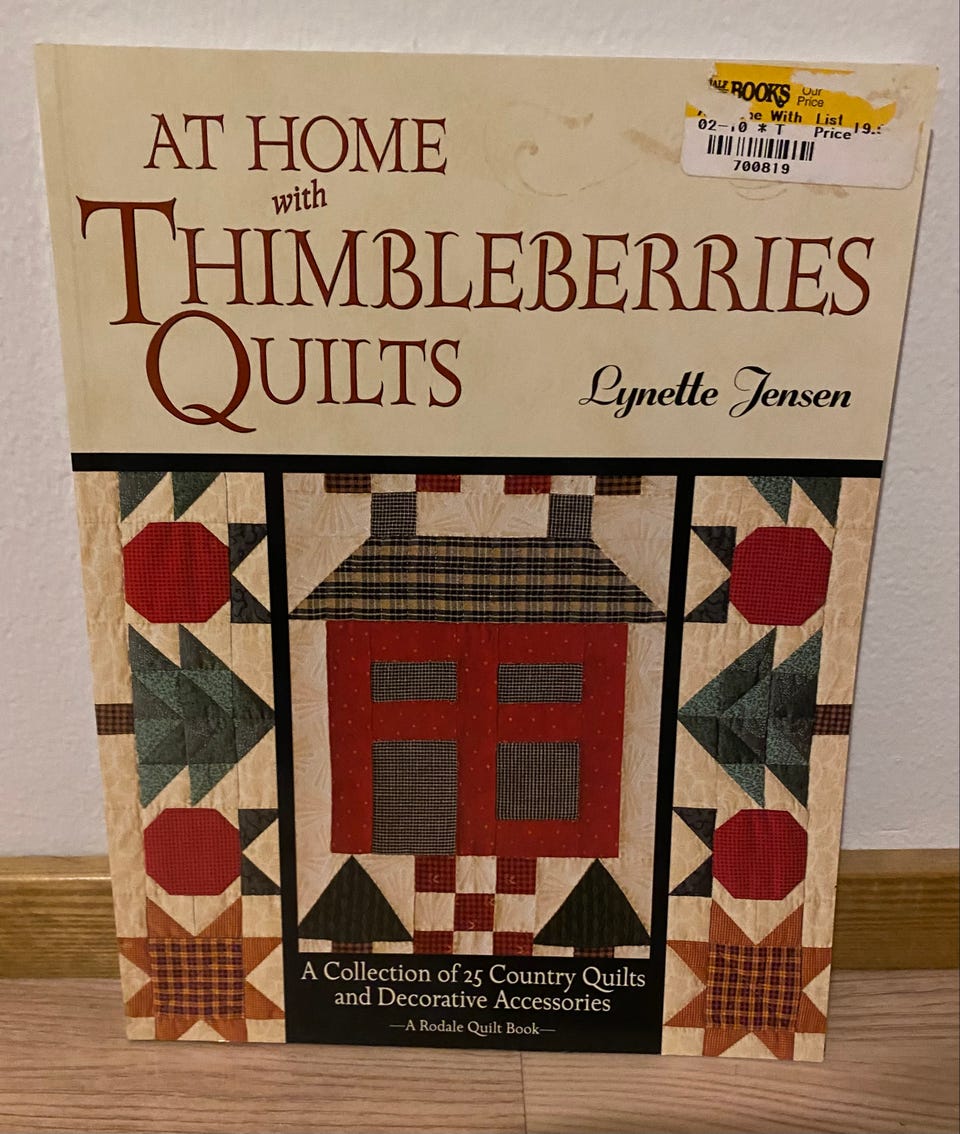 BOOKS Our
Price
With List
02-10 * T Price 19.
700819
AT HOME
with
THIMBLEBERRIES
QUILTS
Lynette Jensen
A Collection of 25 Country Quilts
and Decorative Accessories
—A Rodale Quilt Book—